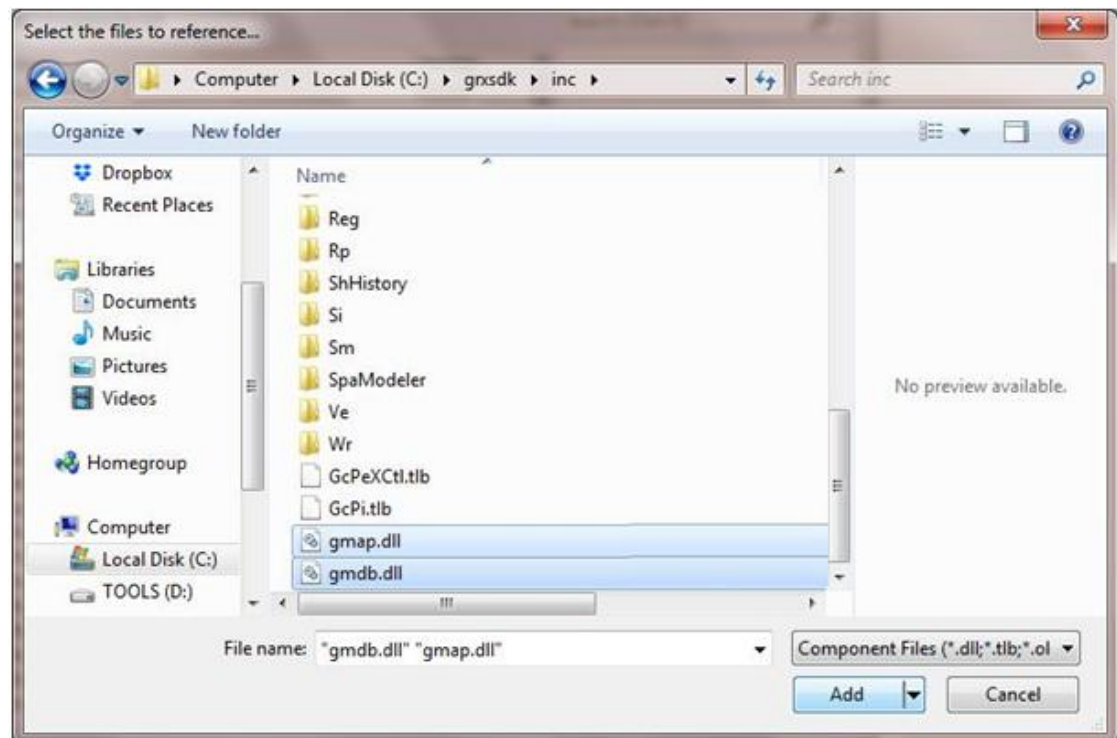 Select the files to reference...
Computer Local Disk (C:) grxsdk inc
Search inc
Organize New folder
Dropbox
Recent Places
Libraries
Documents
Music
Pictures
Videos
Homegroup
Computer
Local Disk (C:)
TOOLS (D:)
Name
Reg
Rp
ShHistory
Si
Sm
SpaModeler
Ve
Wr
GcPeXCtl.tlb
GcPi.tlb
gmap.dll
gmdb.dll
No preview available.
File name: "gmdb.dll" "gmap.dll"
Component Files (*.dll;*.tlb;*.ol
Add Cancel